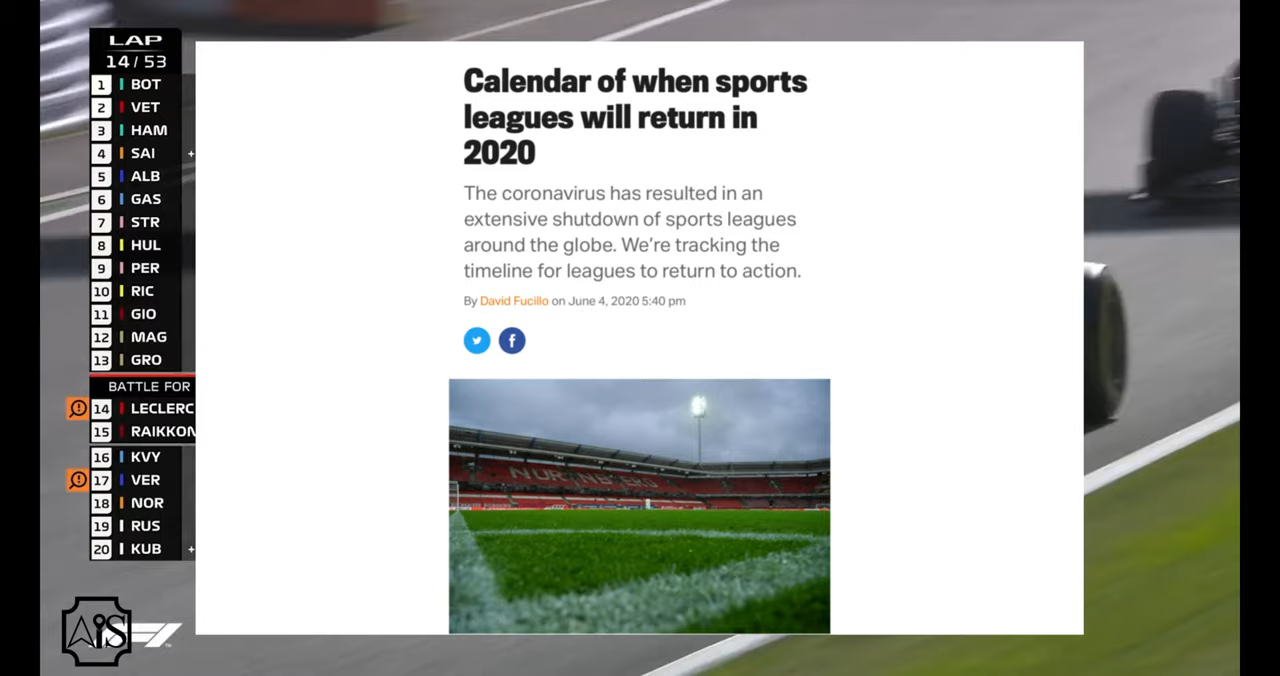 LAP
14/53
1 BOT
2 VET
3 HAM
4 SAI +
5 ALB
6 GAS
7 STR
8 HUL
9 PER
10 RIC
11 GIO
12 MAG
13 GRO
BATTLE FOR
14 LECLERC
15 RAIKKON
16 KVY
17 VER
18 NOR
19 RUS
20 KUB +
Calendar of when sports
leagues will return in
2020
The coronavirus has resulted in an
extensive shutdown of sports leagues
around the globe. We’re tracking the
timeline for leagues to return to action.
By David Fucillo on June 4, 2020 5:40 pm
NÜRNBERG
AiS